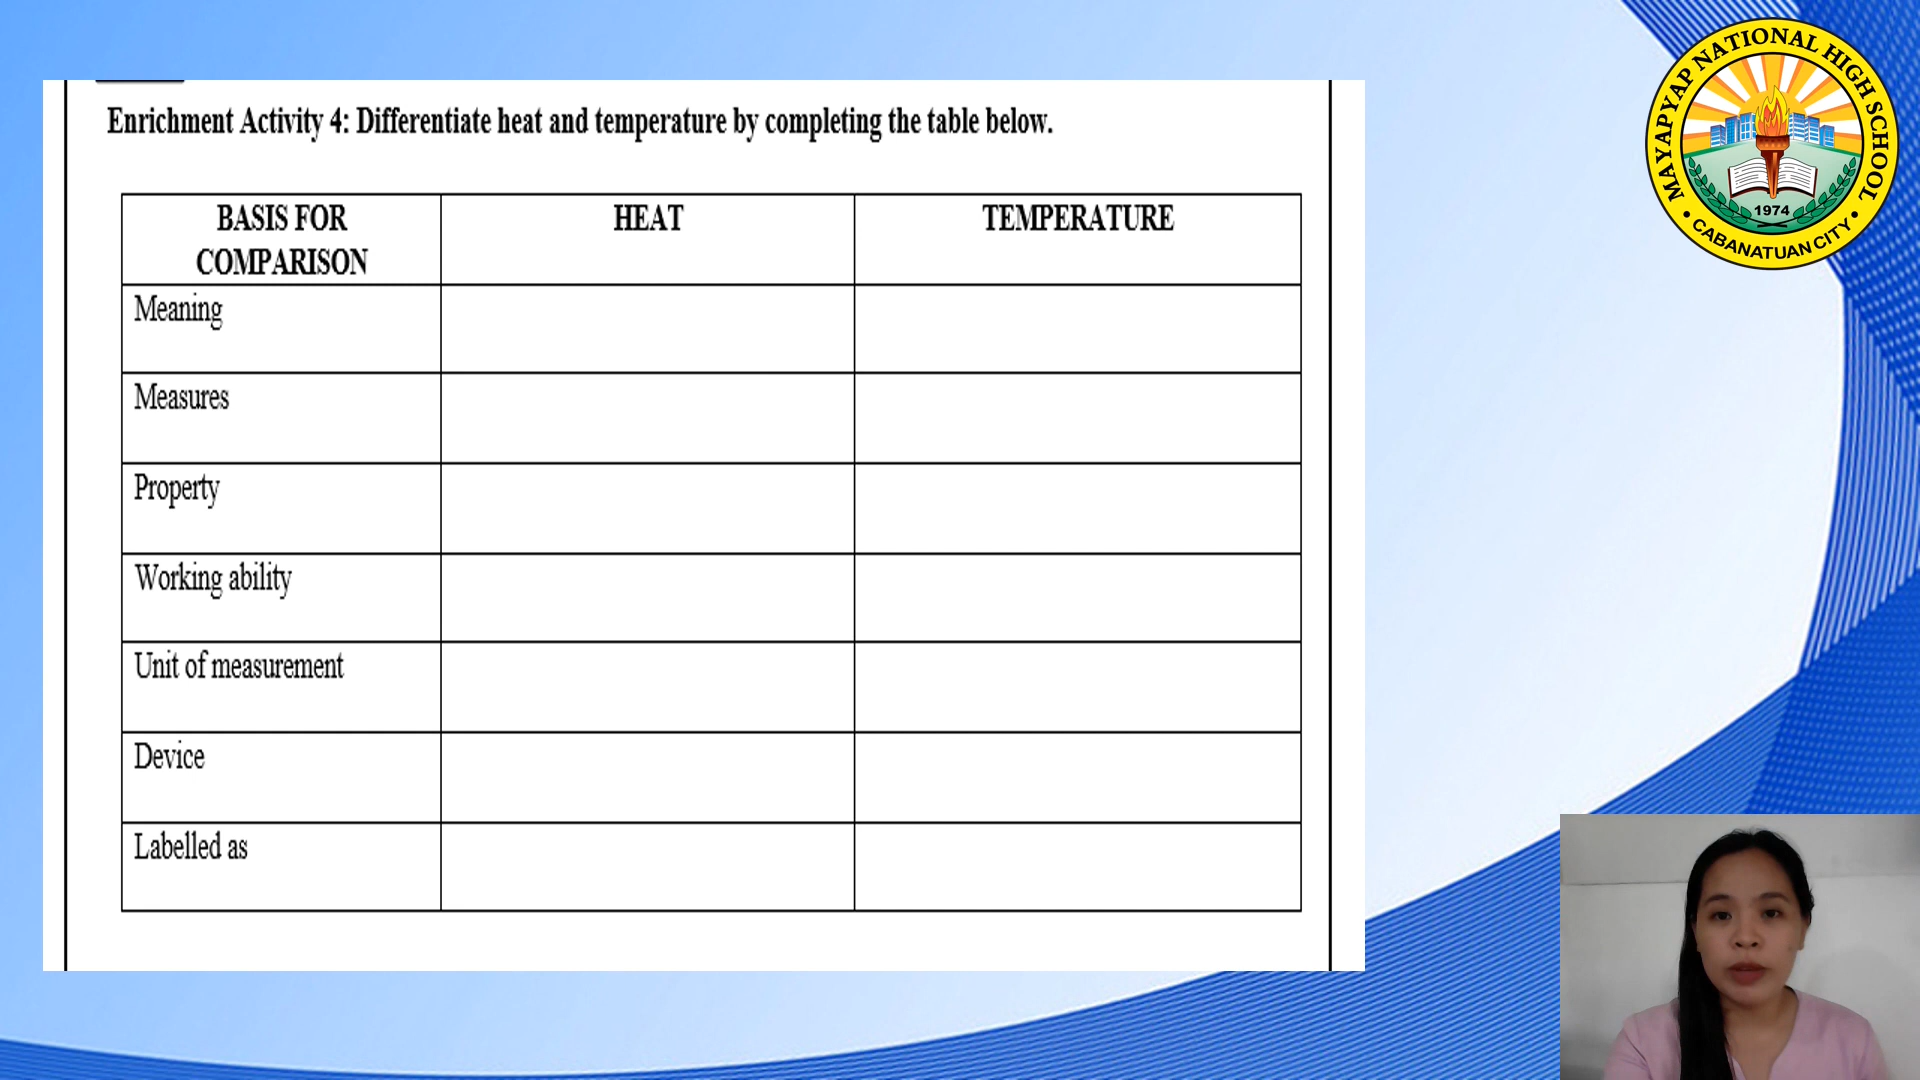 Enrichment Activity 4: Differentiate heat and temperature by completing the table below.
BASIS FOR COMPARISON
HEAT
TEMPERATURE
Meaning
Measures
Property
Working ability
Unit of measurement
Device
Labelled as
MAYAPYAP NATIONAL HIGH SCHOOL
1974
• CABANATUAN CITY •